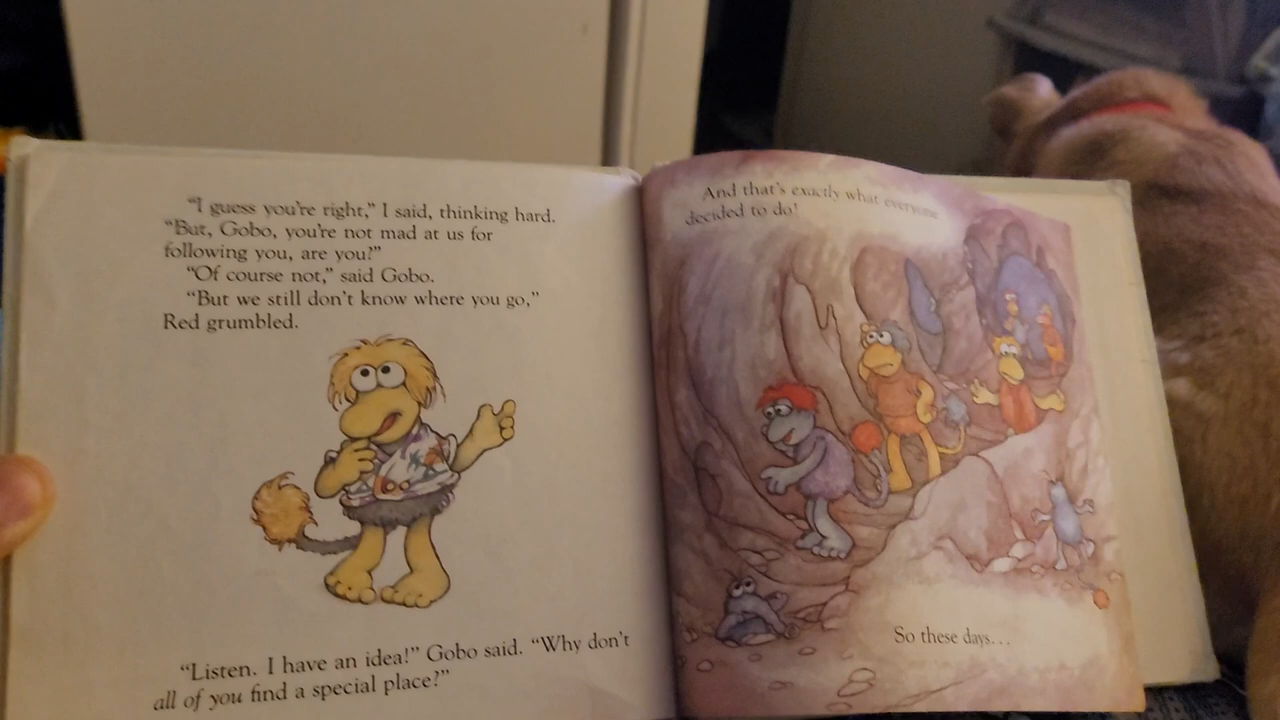 "I guess you're right," I said, thinking hard.
"But, Gobo, you're not mad at us for
following you, are you?"
"Of course not," said Gobo.
"But we still don't know where you go,"
Red grumbled.
"Listen. I have an idea!" Gobo said. "Why don't
all of you find a special place?"
And that's exactly what everyone
decided to do!
So these days...